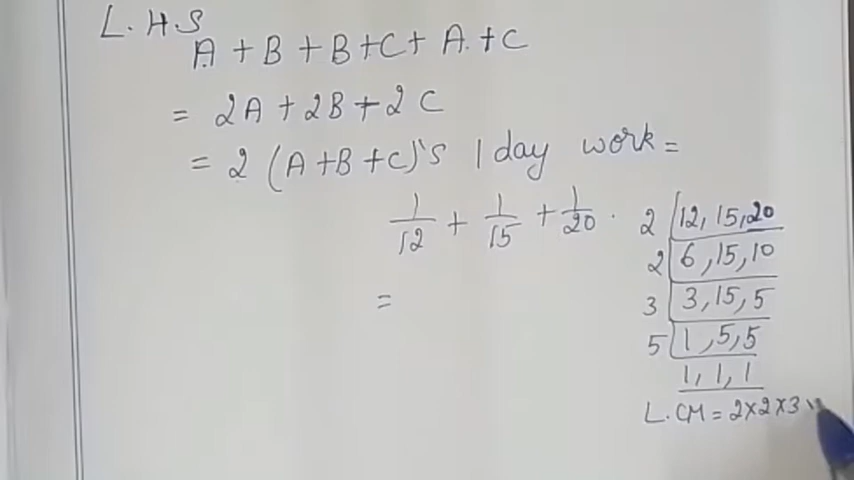 L.H.S
A + B + B + C + A + C
= 2A + 2B + 2C
= 2 (A+B+C)'s 1 day work =
1/12 + 1/15 + 1/20 .
=
2 | 12, 15, 20
2 | 6, 15, 10
3 | 3, 15, 5
5 | 1, 5, 5
1, 1, 1
L.CM = 2×2×3